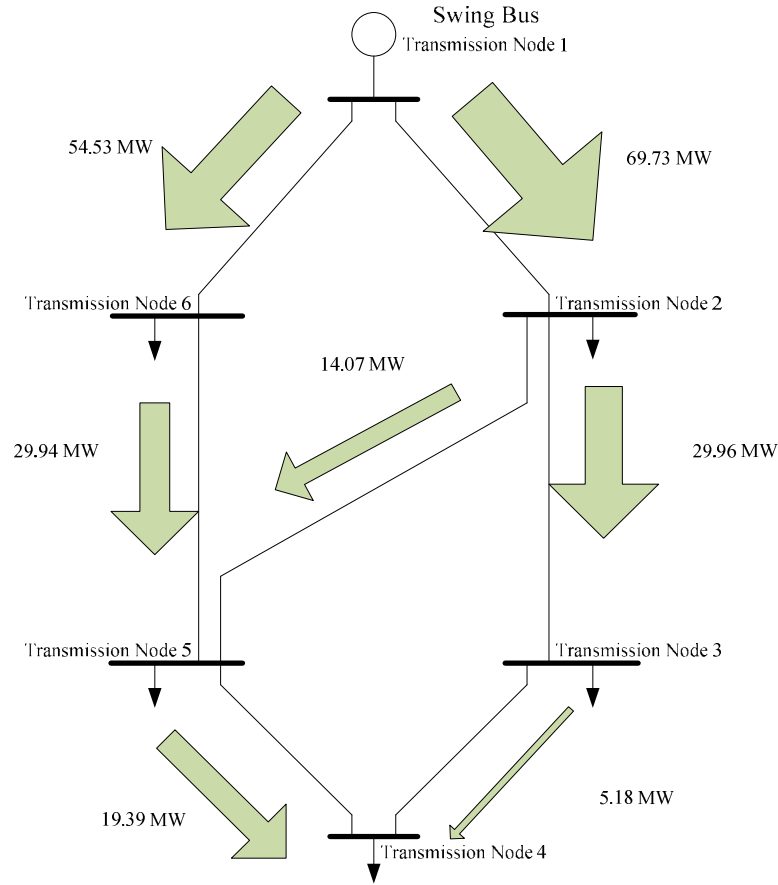 Swing Bus
Transmission Node 1
54.53 MW
69.73 MW
Transmission Node 6
Transmission Node 2
14.07 MW
29.94 MW
29.96 MW
Transmission Node 5
Transmission Node 3
19.39 MW
5.18 MW
Transmission Node 4